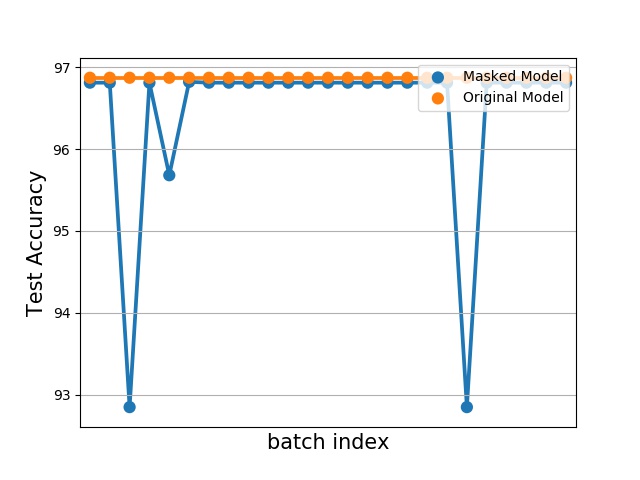 97
96
95
94
93
Test Accuracy
batch index
Masked Model
Original Model